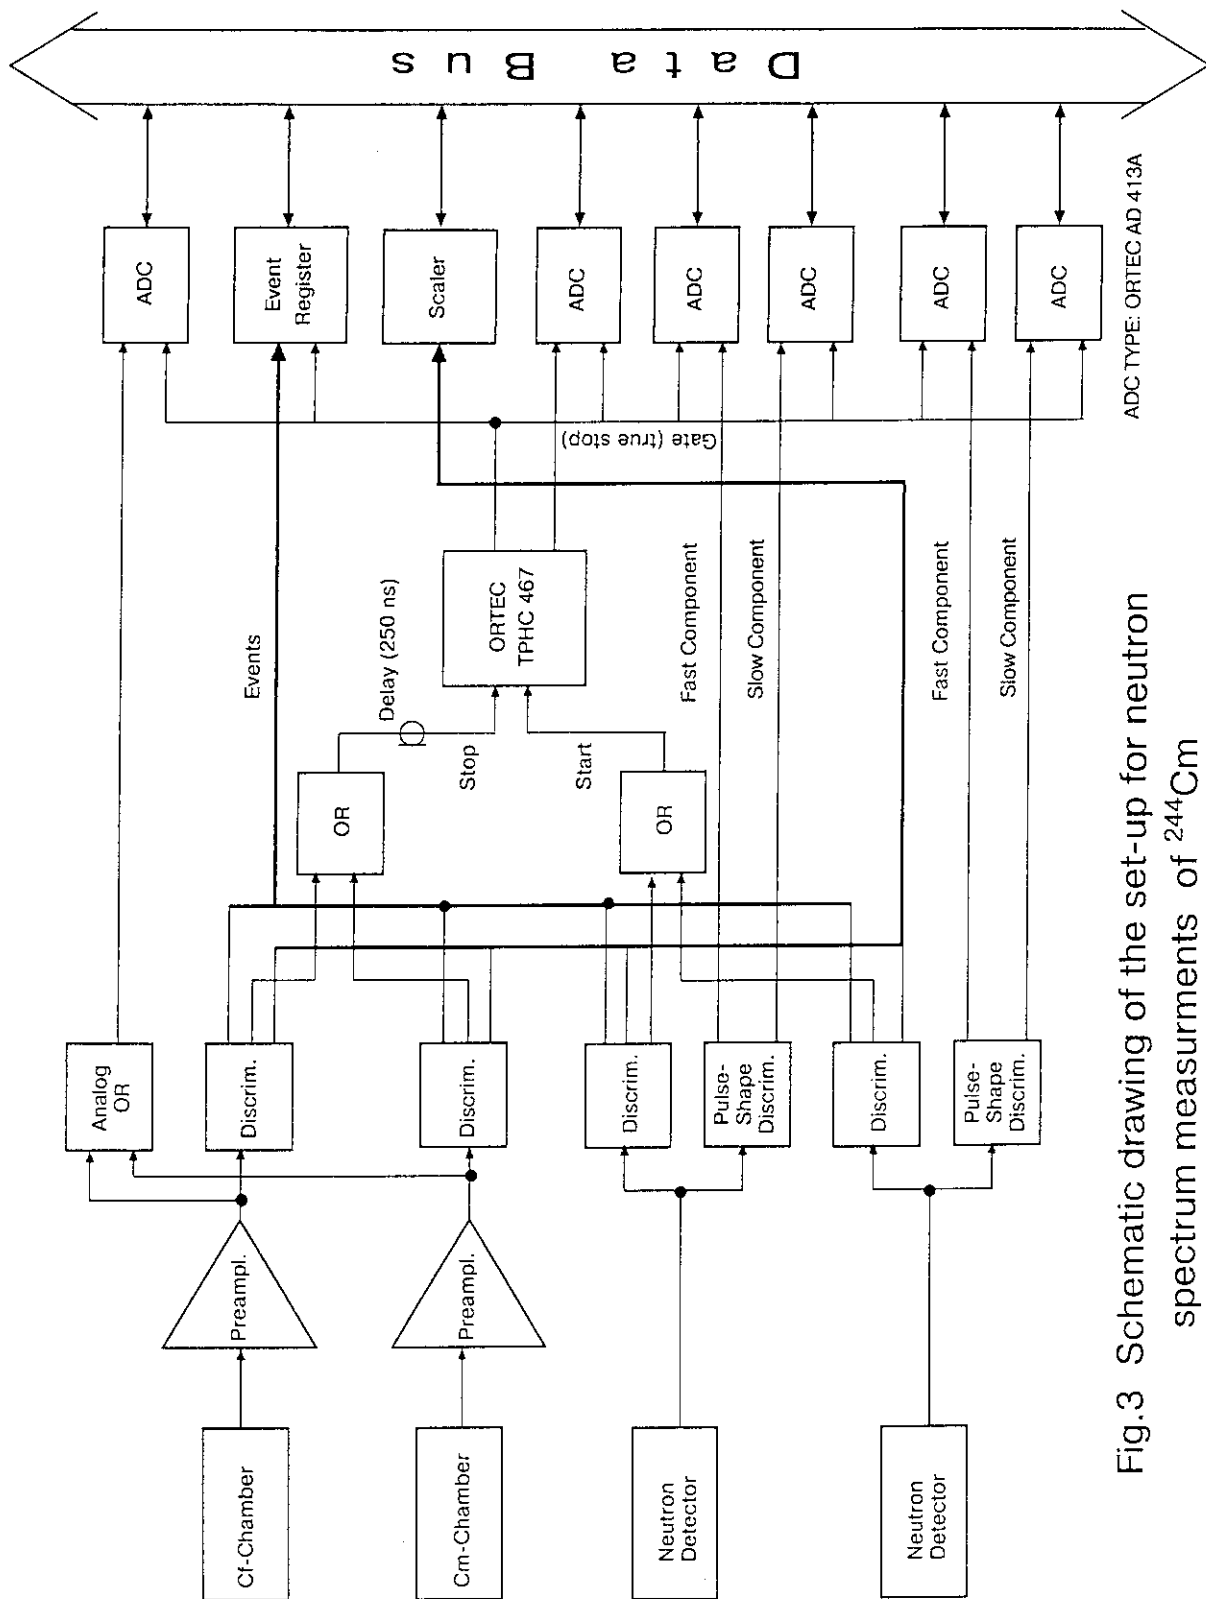 Data Bus
ADC
Event
Register
Scaler
ADC
ADC
ADC
ADC
ADC
ADC TYPE: ORTEC AD 413A
Gate (true stop)
Events
Delay (250 ns)
Stop
Start
ORTEC
TPHC 467
Fast Component
Slow Component
Fast Component
Slow Component
OR
OR
Analog
OR
Discrim.
Discrim.
Discrim.
Pulse-
Shape
Discrim.
Discrim.
Pulse-
Shape
Discrim.
Preampl.
Preampl.
Cf-Chamber
Cm-Chamber
Neutron
Detector
Neutron
Detector
Fig.3 Schematic drawing of the set-up for neutron
spectrum measurments of ²⁴⁴Cm